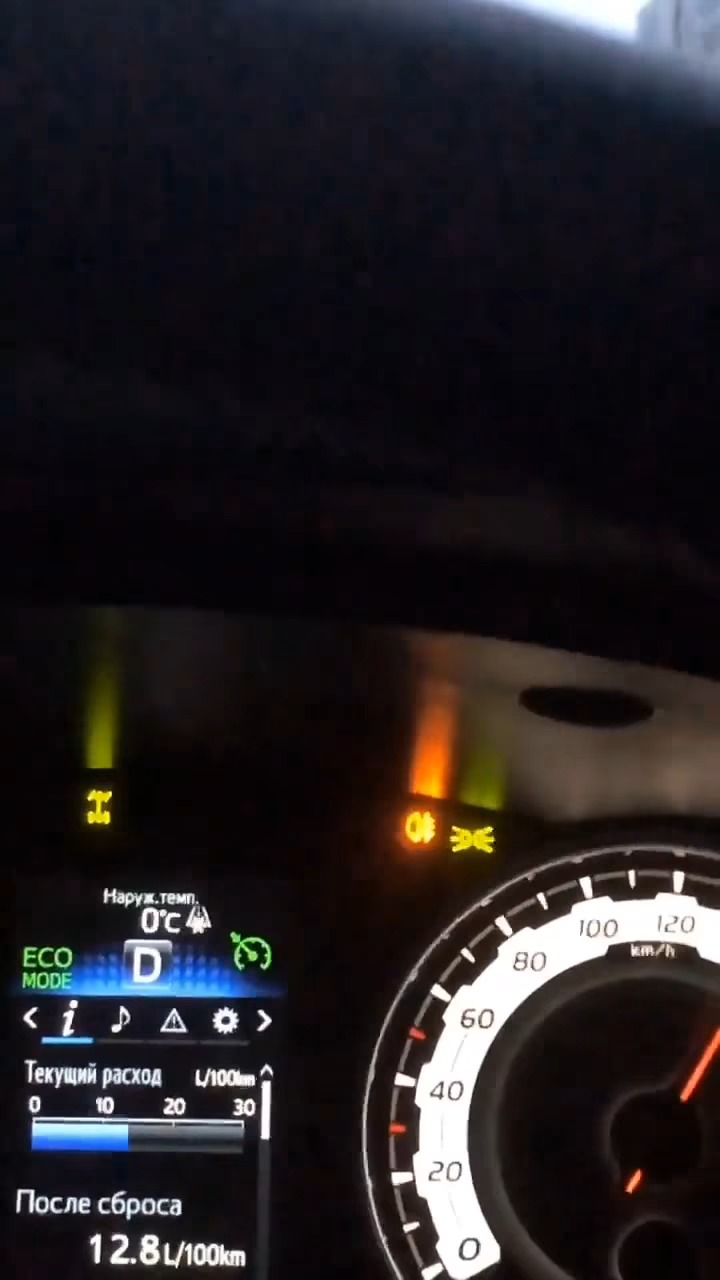 Наруж.темп.
0°C
ECO
MODE
D
i
Текущий расход L/100km
0 10 20 30
После сброса
12.8 L/100km
120
100
km/h
80
60
40
20
0